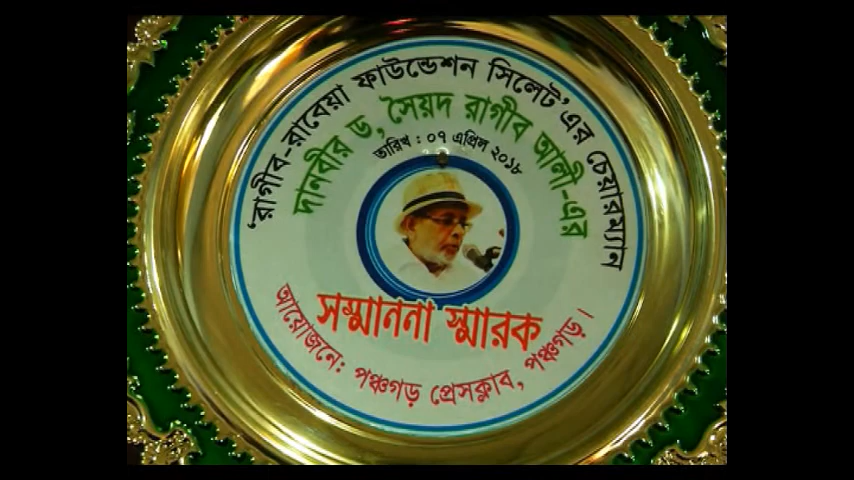 'রাগীব-রাবেয়া ফাউন্ডেশন সিলেট'এর চেয়ারম্যান
দানবীর ড, সৈয়দ রাগীব আলী-এর
তারিখ : ০৭ এপ্রিল ২০১৮
সম্মাননা স্মারক
আয়োজনে: পঞ্চগড় প্রেসক্লাব, পঞ্চগড়।